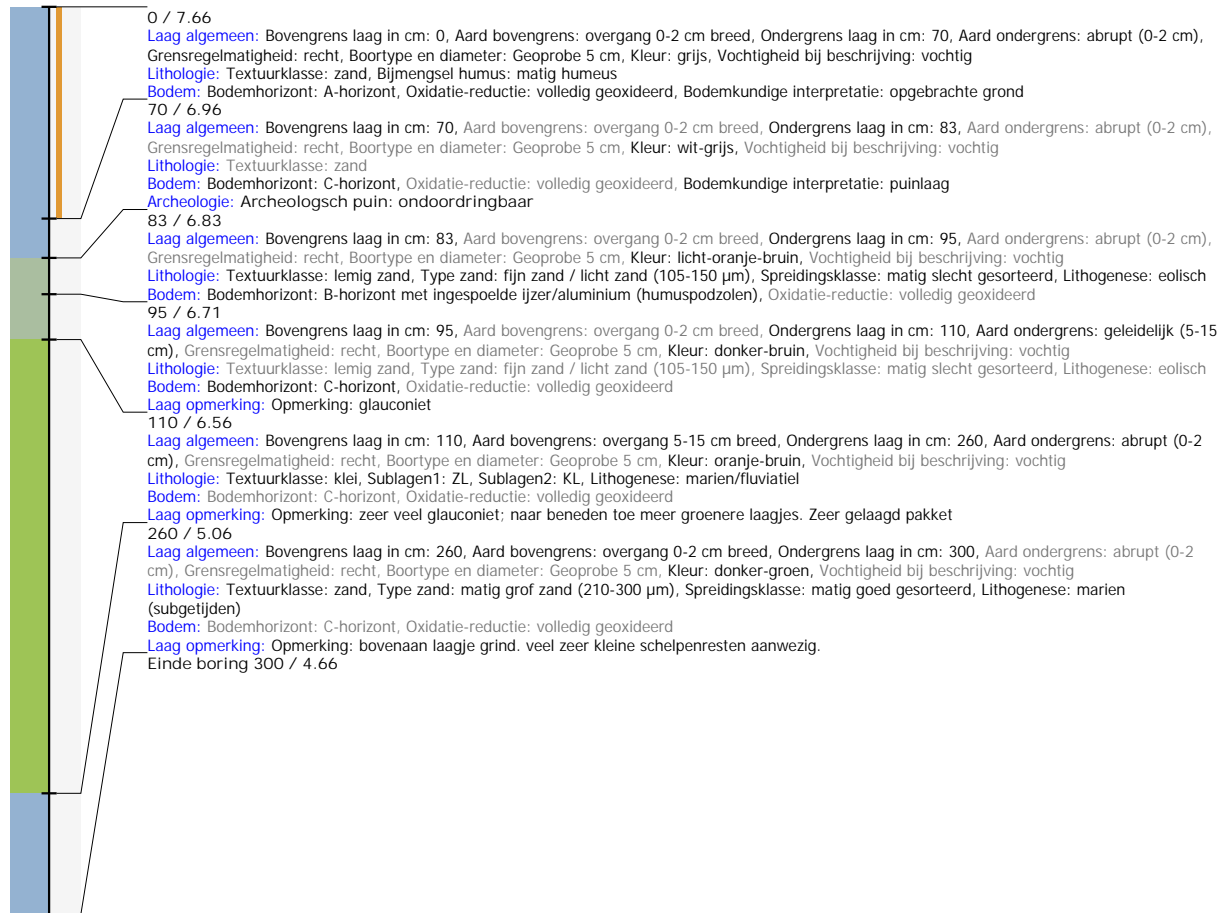 0 / 7.66
Laag algemeen: Bovengrens laag in cm: 0, Aard bovengrens: overgang 0-2 cm breed, Ondergrens laag in cm: 70, Aard ondergrens: abrupt (0-2 cm),
Grensregelmatigheid: recht, Boortype en diameter: Geoprobe 5 cm, Kleur: grijs, Vochtigheid bij beschrijving: vochtig
Lithologie: Textuurklasse: zand, Bijmengsel humus: matig humeus
Bodem: Bodemhorizont: A-horizont, Oxidatie-reductie: volledig geoxideerd, Bodemkundige interpretatie: opgebrachte grond
70 / 6.96
Laag algemeen: Bovengrens laag in cm: 70, Aard bovengrens: overgang 0-2 cm breed, Ondergrens laag in cm: 83, Aard ondergrens: abrupt (0-2 cm),
Grensregelmatigheid: recht, Boortype en diameter: Geoprobe 5 cm, Kleur: wit-grijs, Vochtigheid bij beschrijving: vochtig
Lithologie: Textuurklasse: zand
Bodem: Bodemhorizont: C-horizont, Oxidatie-reductie: volledig geoxideerd, Bodemkundige interpretatie: puinlaag
Archeologie: Archeologsch puin: ondoordringbaar
83 / 6.83
Laag algemeen: Bovengrens laag in cm: 83, Aard bovengrens: overgang 0-2 cm breed, Ondergrens laag in cm: 95, Aard ondergrens: abrupt (0-2 cm),
Grensregelmatigheid: recht, Boortype en diameter: Geoprobe 5 cm, Kleur: licht-oranje-bruin, Vochtigheid bij beschrijving: vochtig
Lithologie: Textuurklasse: lemig zand, Type zand: fijn zand / licht zand (105-150 µm), Spreidingsklasse: matig slecht gesorteerd, Lithogenese: eolisch
Bodem: Bodemhorizont: B-horizont met ingespoelde ijzer/aluminium (humuspodzolen), Oxidatie-reductie: volledig geoxideerd
95 / 6.71
Laag algemeen: Bovengrens laag in cm: 95, Aard bovengrens: overgang 0-2 cm breed, Ondergrens laag in cm: 110, Aard ondergrens: geleidelijk (5-15
cm), Grensregelmatigheid: recht, Boortype en diameter: Geoprobe 5 cm, Kleur: donker-bruin, Vochtigheid bij beschrijving: vochtig
Lithologie: Textuurklasse: lemig zand, Type zand: fijn zand / licht zand (105-150 µm), Spreidingsklasse: matig slecht gesorteerd, Lithogenese: eolisch
Bodem: Bodemhorizont: C-horizont, Oxidatie-reductie: volledig geoxideerd
Laag opmerking: Opmerking: glauconiet
110 / 6.56
Laag algemeen: Bovengrens laag in cm: 110, Aard bovengrens: overgang 5-15 cm breed, Ondergrens laag in cm: 260, Aard ondergrens: abrupt (0-2
cm), Grensregelmatigheid: recht, Boortype en diameter: Geoprobe 5 cm, Kleur: oranje-bruin, Vochtigheid bij beschrijving: vochtig
Lithologie: Textuurklasse: klei, Sublagen1: ZL, Sublagen2: KL, Lithogenese: marien/fluviatiel
Bodem: Bodemhorizont: C-horizont, Oxidatie-reductie: volledig geoxideerd
Laag opmerking: Opmerking: zeer veel glauconiet; naar beneden toe meer groenere laagjes. Zeer gelaagd pakket
260 / 5.06
Laag algemeen: Bovengrens laag in cm: 260, Aard bovengrens: overgang 0-2 cm breed, Ondergrens laag in cm: 300, Aard ondergrens: abrupt (0-2
cm), Grensregelmatigheid: recht, Boortype en diameter: Geoprobe 5 cm, Kleur: donker-groen, Vochtigheid bij beschrijving: vochtig
Lithologie: Textuurklasse: zand, Type zand: matig grof zand (210-300 µm), Spreidingsklasse: matig goed gesorteerd, Lithogenese: marien
(subgetijden)
Bodem: Bodemhorizont: C-horizont, Oxidatie-reductie: volledig geoxideerd
Laag opmerking: Opmerking: bovenaan laagje grind. veel zeer kleine schelpenresten aanwezig.
Einde boring 300 / 4.66